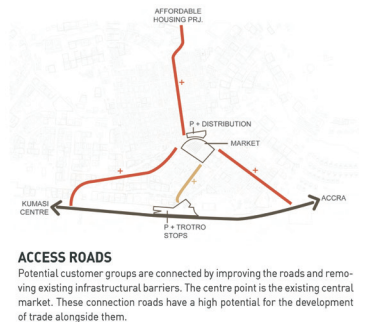 AFFORDABLE
HOUSING PRJ.
+
P + DISTRIBUTION
MARKET
+
+
+
KUMASI
CENTRE
ACCRA
P + TROTRO
STOPS
ACCESS ROADS
Potential customer groups are connected by improving the roads and remo-
ving existing infrastructural barriers. The centre point is the existing central
market. These connection roads have a high potential for the development
of trade alongside them.